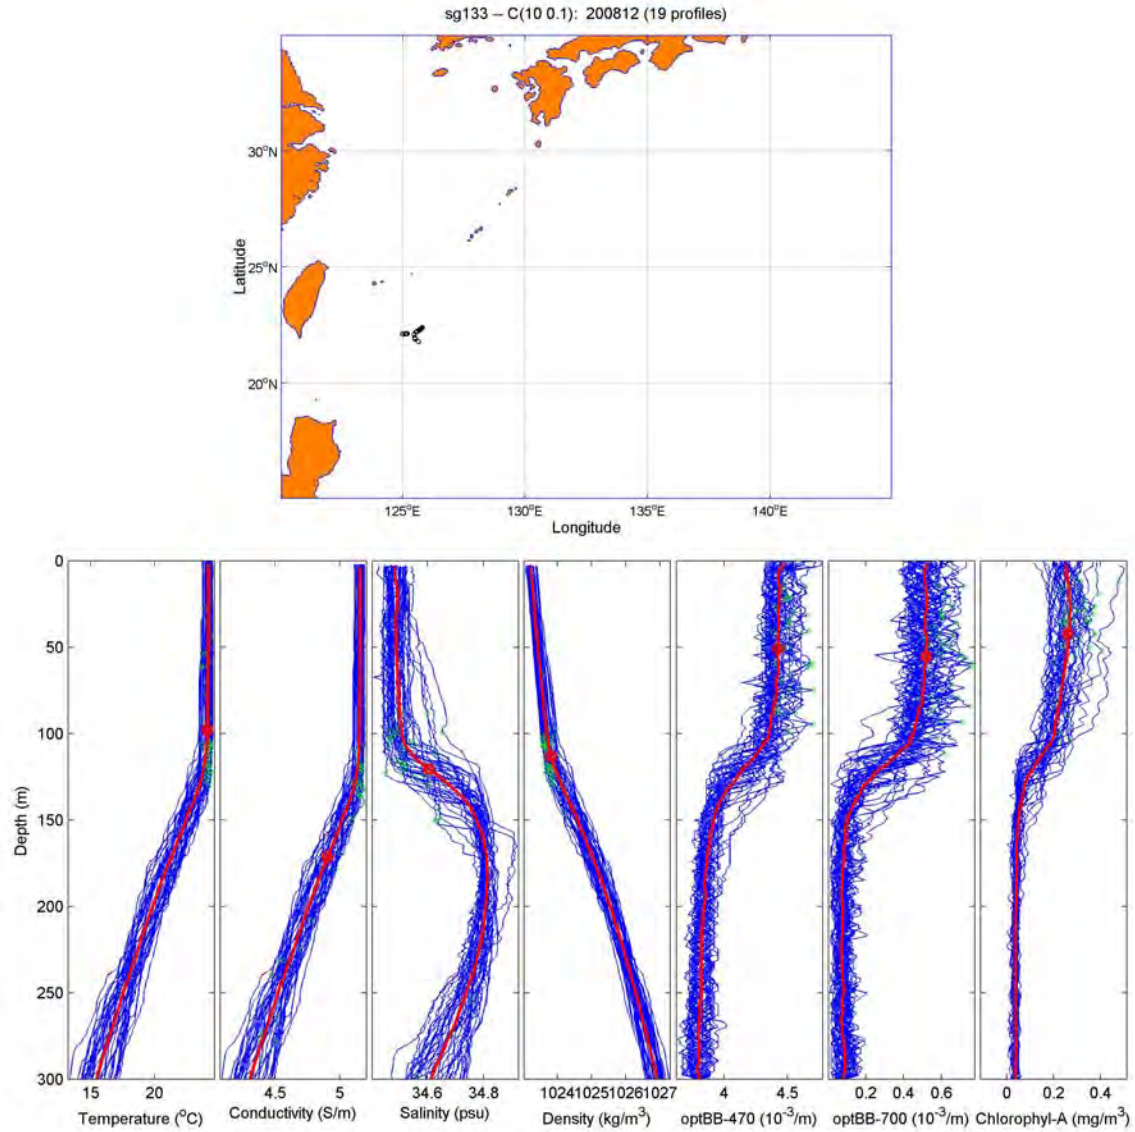 sg133 -- C(10 0.1): 200812 (19 profiles)
30°N
25°N
20°N
Latitude
125°E 130°E 135°E 140°E
Longitude
0
50
100
150
200
250
300
Depth (m)
15 20 4.5 5 34.6 34.8 1024 1025 1026 1027 4 4.5 0.2 0.4 0.6 0 0.2 0.4
Temperature (°C) Conductivity (S/m) Salinity (psu) Density (kg/m³) optBB-470 (10⁻³/m) optBB-700 (10⁻³/m) Chlorophyl-A (mg/m³)